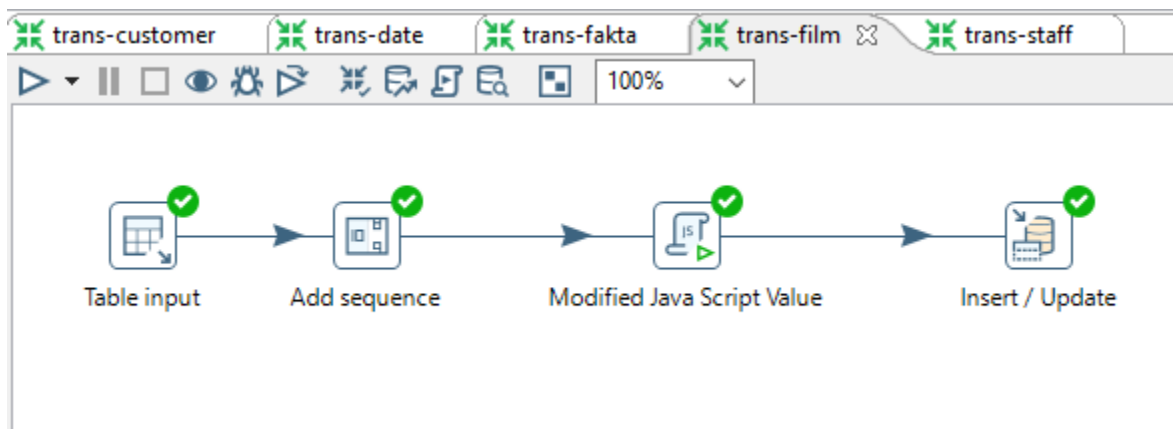 trans-customer trans-date trans-fakta trans-film trans-staff
100%
Table input Add sequence Modified Java Script Value Insert / Update